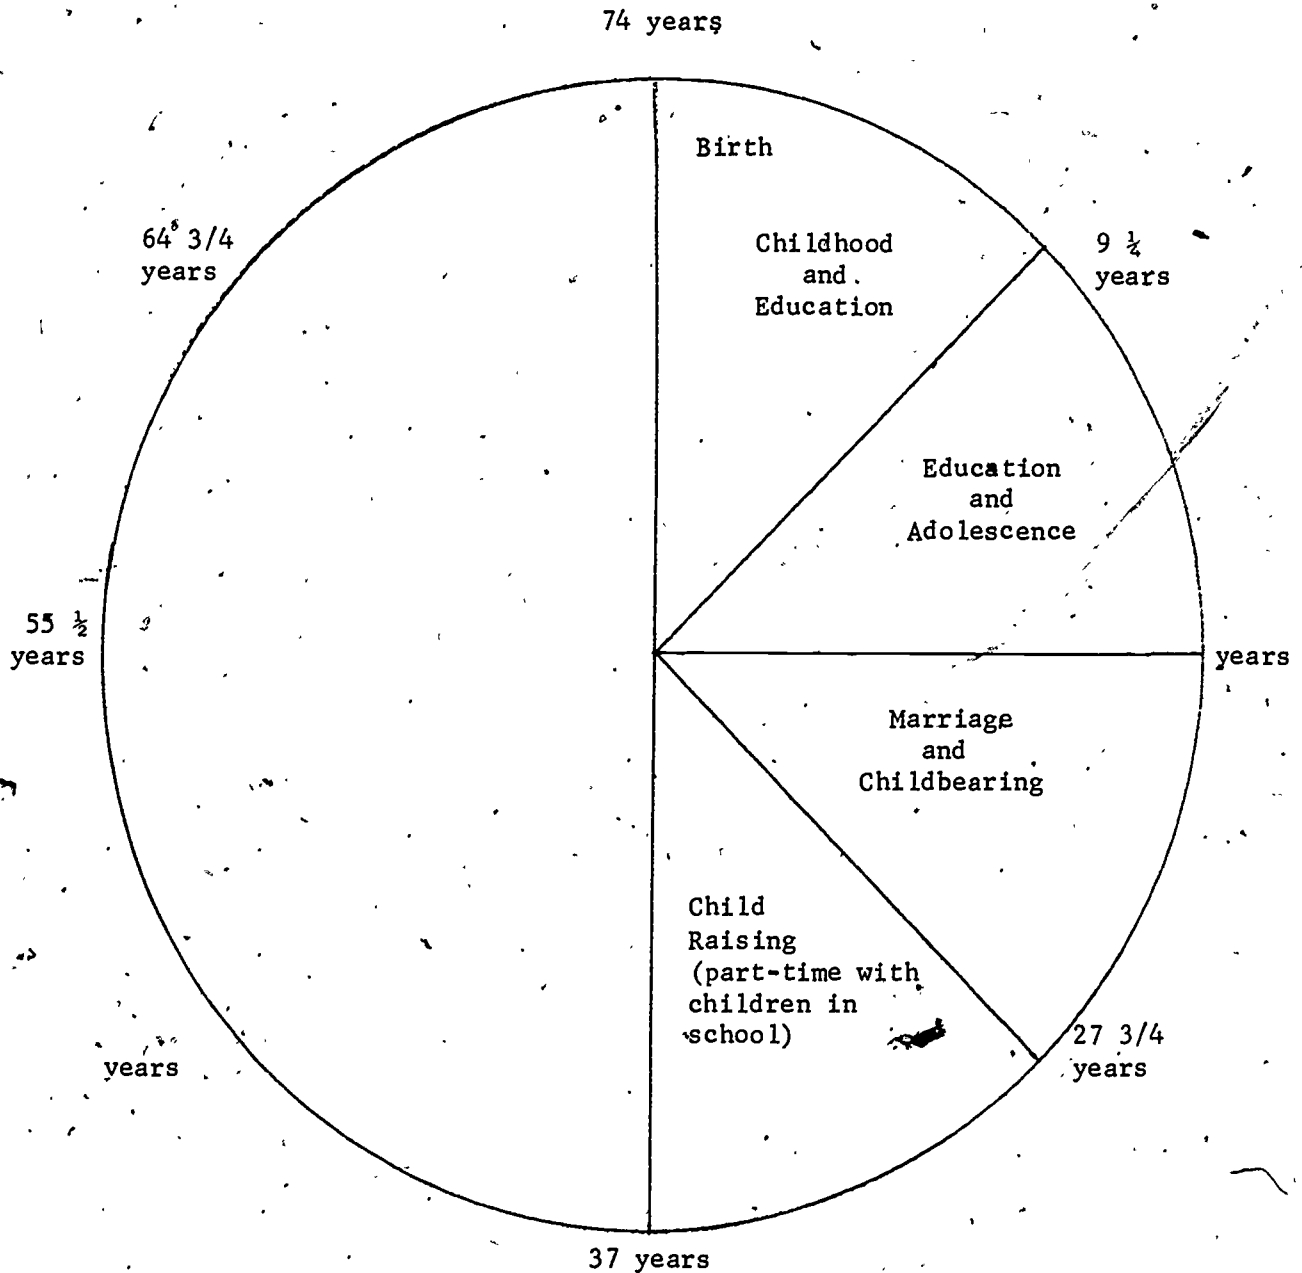 74 years
Birth
64 3/4
years
Childhood
and
Education
9 ¼
years
Education
and
Adolescence
55 ½
years
years
Marriage
and
Childbearing
Child
Raising
(part-time with
children in
school)
27 3/4
years
years
37 years